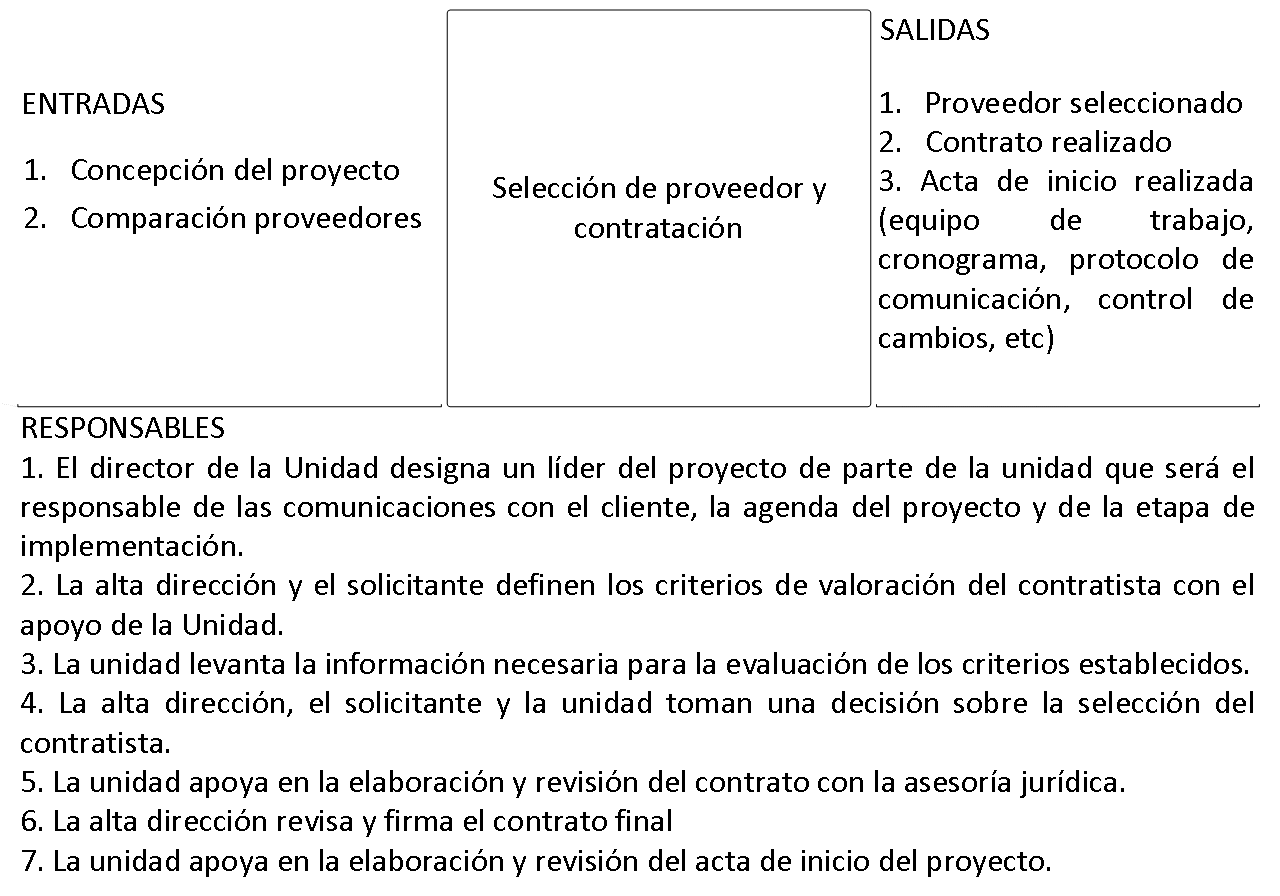 ENTRADAS
1. Concepción del proyecto
2. Comparación proveedores
Selección de proveedor y
contratación
SALIDAS
1. Proveedor seleccionado
2. Contrato realizado
3. Acta de inicio realizada
(equipo de trabajo,
cronograma, protocolo de
comunicación, control de
cambios, etc)
RESPONSABLES
1. El director de la Unidad designa un líder del proyecto de parte de la unidad que será el
responsable de las comunicaciones con el cliente, la agenda del proyecto y de la etapa de
implementación.
2. La alta dirección y el solicitante definen los criterios de valoración del contratista con el
apoyo de la Unidad.
3. La unidad levanta la información necesaria para la evaluación de los criterios establecidos.
4. La alta dirección, el solicitante y la unidad toman una decisión sobre la selección del
contratista.
5. La unidad apoya en la elaboración y revisión del contrato con la asesoría jurídica.
6. La alta dirección revisa y firma el contrato final
7. La unidad apoya en la elaboración y revisión del acta de inicio del proyecto.